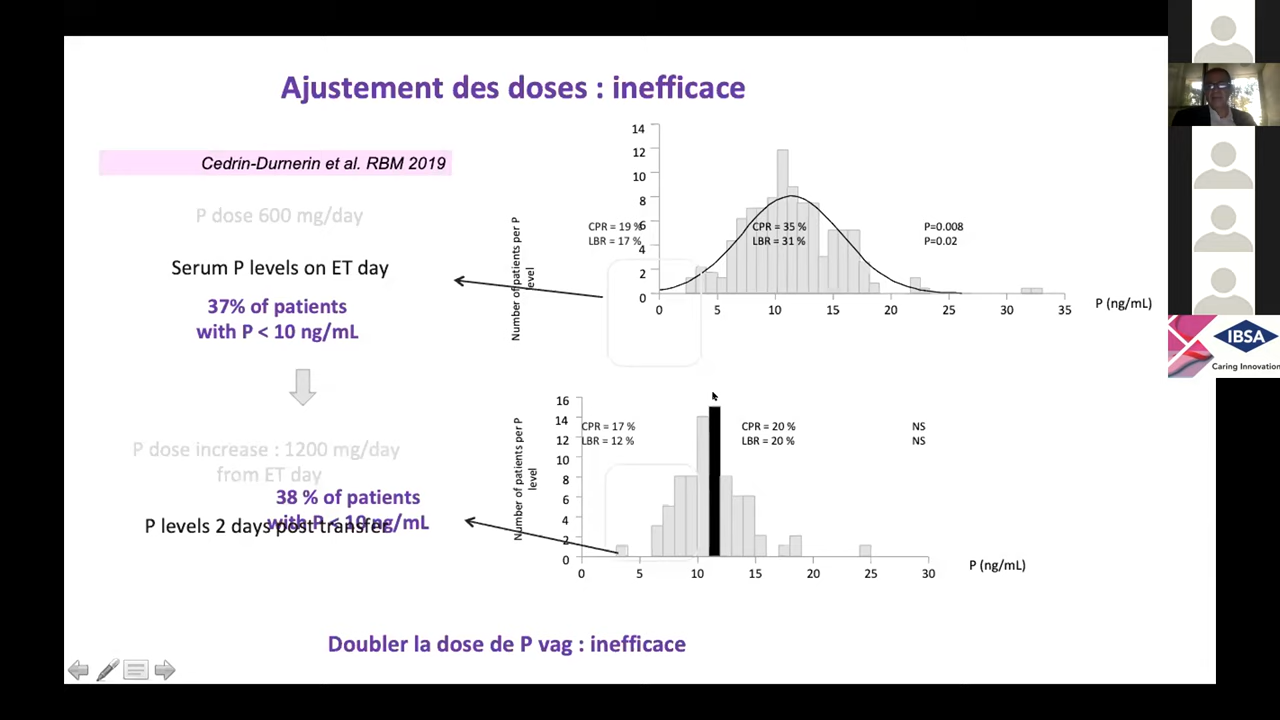 Ajustement des doses : inefficace
Cedrin-Durnerin et al. RBM 2019
P dose 600 mg/day
Serum P levels on ET day
37% of patients
with P < 10 ng/mL
P dose increase : 1200 mg/day
from ET day
38 % of patients
with P < 10 ng/mL
P levels 2 days post transfer
Number of patients per P
level
14
12
10
8
6
4
2
0
CPR = 19 %
LBR = 17 %
CPR = 35 %
LBR = 31 %
P=0.008
P=0.02
0 5 10 15 20 25 30 35
P (ng/mL)
Number of patients per P
level
16
14
12
10
8
6
4
2
0
CPR = 17 %
LBR = 12 %
CPR = 20 %
LBR = 20 %
NS
NS
0 5 10 15 20 25 30
P (ng/mL)
Doubler la dose de P vag : inefficace
IBSA
Caring Innovation